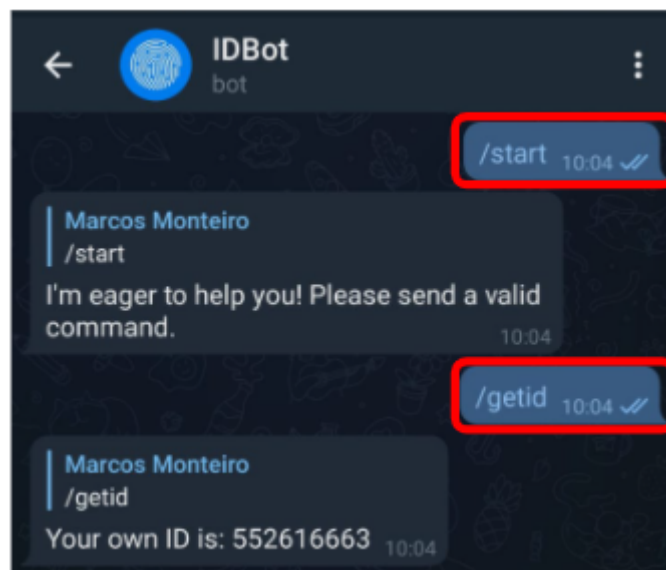 IDBot
bot
/start 10:04
Marcos Monteiro
/start
I'm eager to help you! Please send a valid
command.
10:04
/getid 10:04
Marcos Monteiro
/getid
Your own ID is: 552616663 10:04